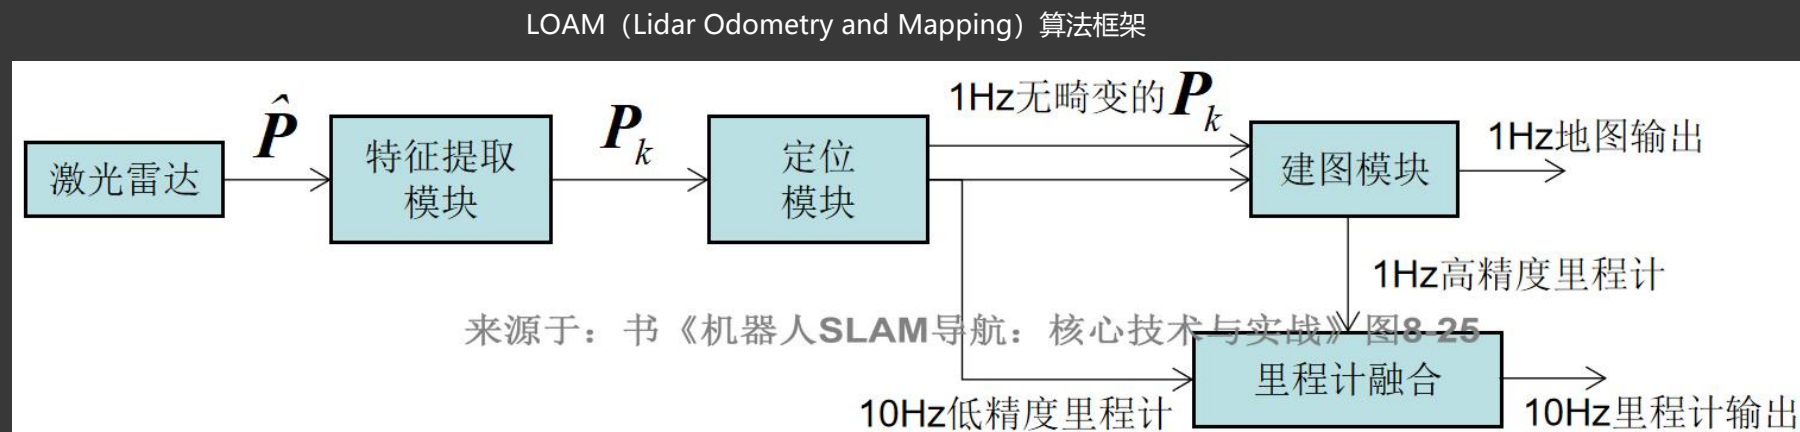 LOAM（Lidar Odometry and Mapping）算法框架
1Hz无畸变的 P_k
P̂
P_k
激光雷达
特征提取
模块
定位
模块
建图模块
1Hz地图输出
1Hz高精度里程计
来源于：书《机器人SLAM导航：核心技术与实战》图8-25
里程计融合
10Hz低精度里程计
10Hz里程计输出